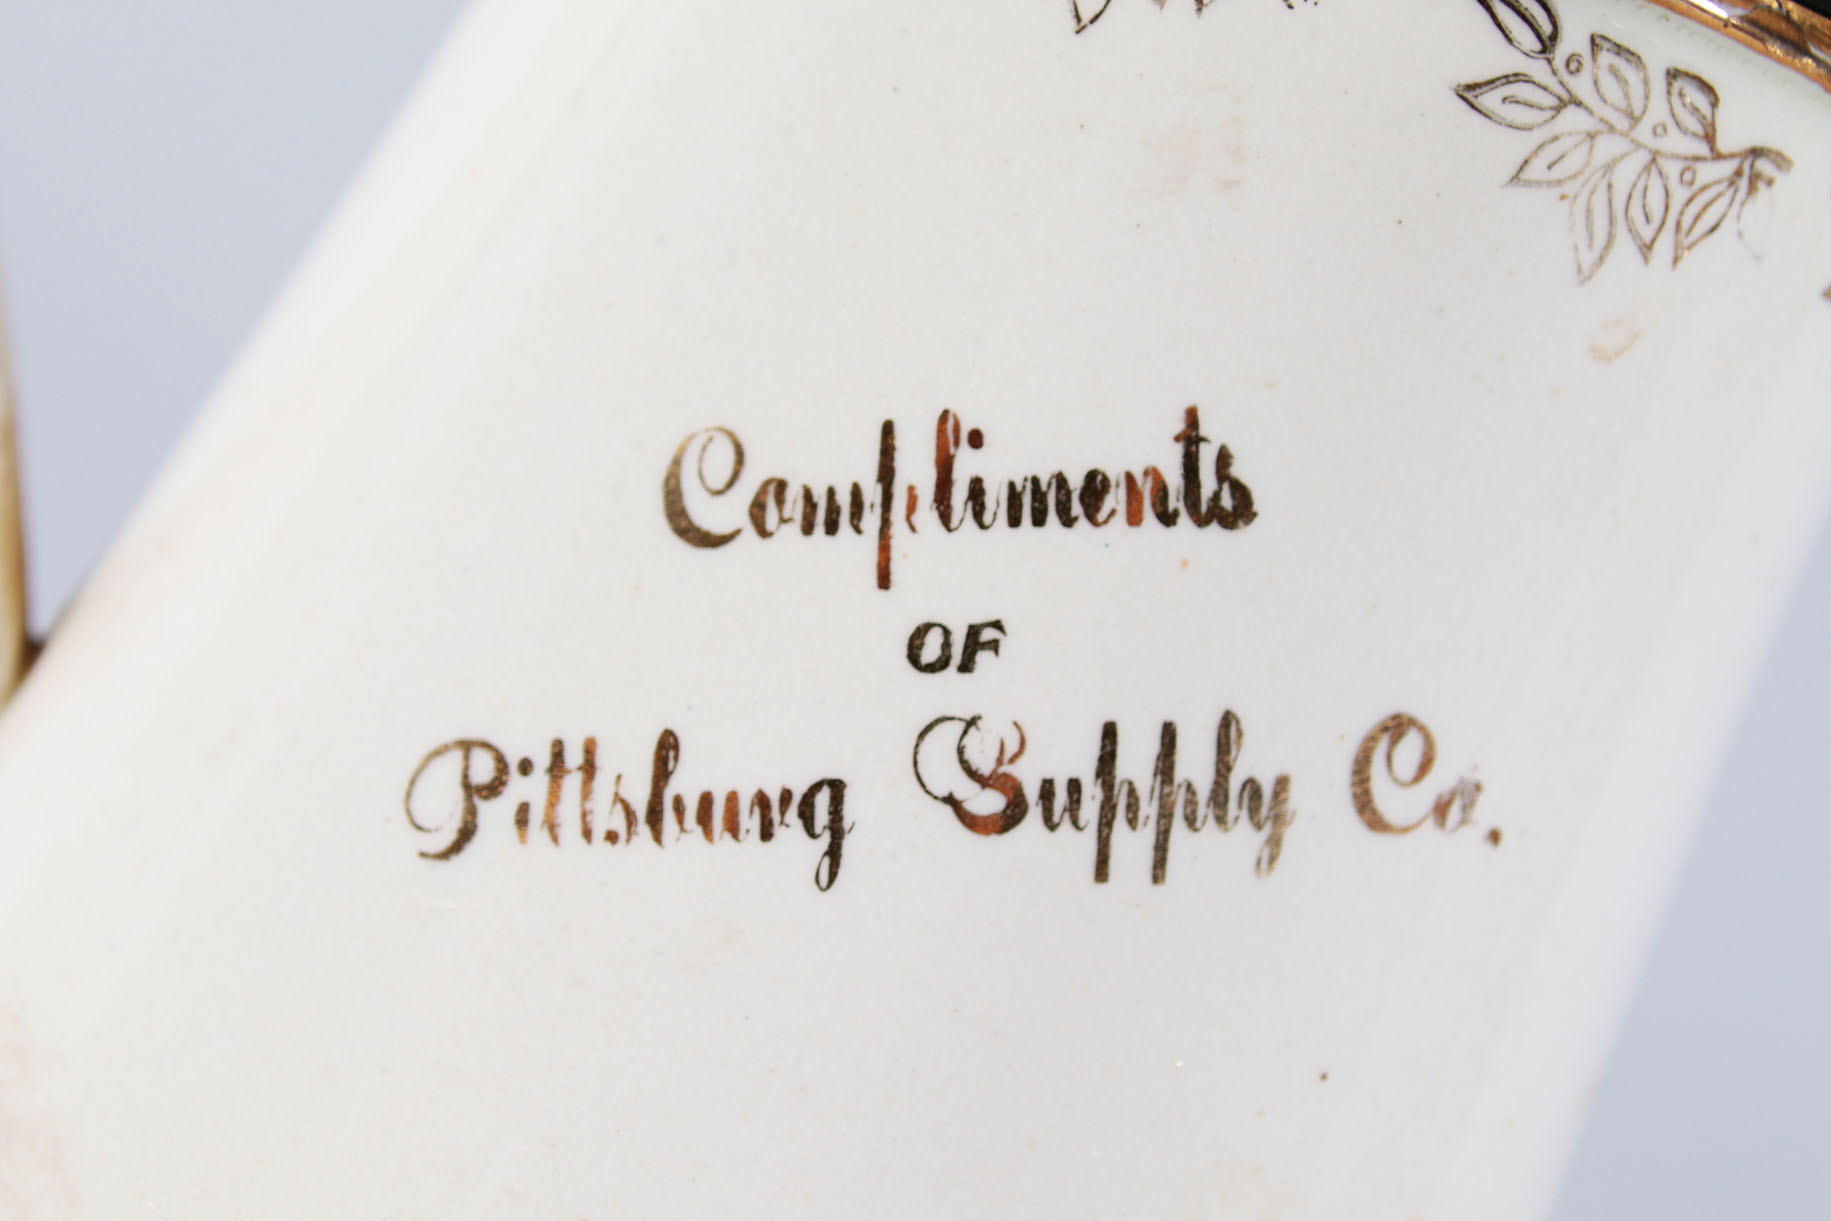 Compliments
OF
Pittsburg Supply Co.